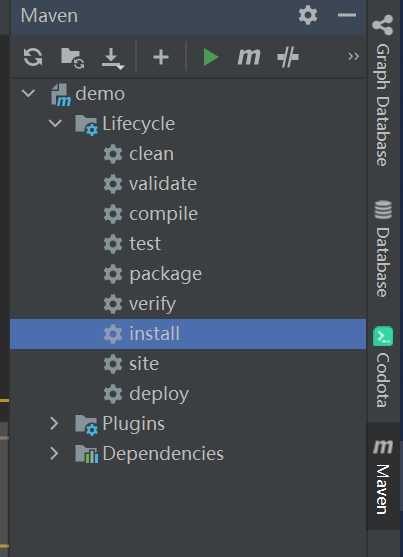 Maven
demo
Lifecycle
clean
validate
compile
test
package
verify
install
site
deploy
Plugins
Dependencies
Graph Database
Database
Codota
Maven